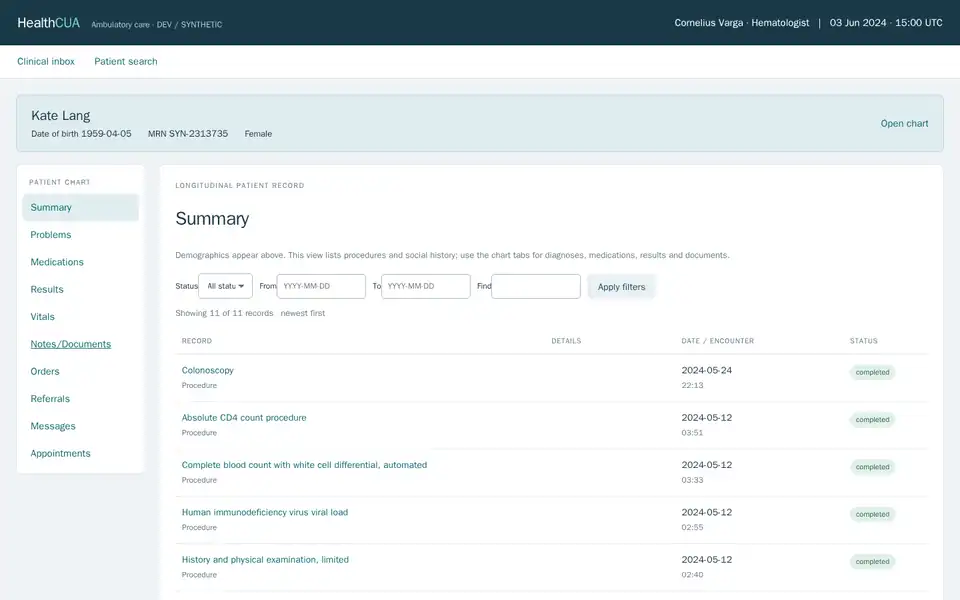 HealthCUA Ambulatory care · DEV / SYNTHETIC
Cornelius Varga · Hematologist | 03 Jun 2024 · 15:00 UTC
Clinical inbox Patient search
Kate Lang
Date of birth 1959-04-05 MRN SYN-2313735 Female
Open chart
PATIENT CHART
Summary
Problems
Medications
Results
Vitals
Notes/Documents
Orders
Referrals
Messages
Appointments
LONGITUDINAL PATIENT RECORD
Summary
Demographics appear above. This view lists procedures and social history; use the chart tabs for diagnoses, medications, results and documents.
Status All statu From YYYY-MM-DD To YYYY-MM-DD Find Apply filters
Showing 11 of 11 records newest first
RECORD DETAILS DATE / ENCOUNTER STATUS
Colonoscopy 2024-05-24 completed
Procedure 22:13
Absolute CD4 count procedure 2024-05-12 completed
Procedure 03:51
Complete blood count with white cell differential, automated 2024-05-12 completed
Procedure 03:33
Human immunodeficiency virus viral load 2024-05-12 completed
Procedure 02:55
History and physical examination, limited 2024-05-12 completed
Procedure 02:40